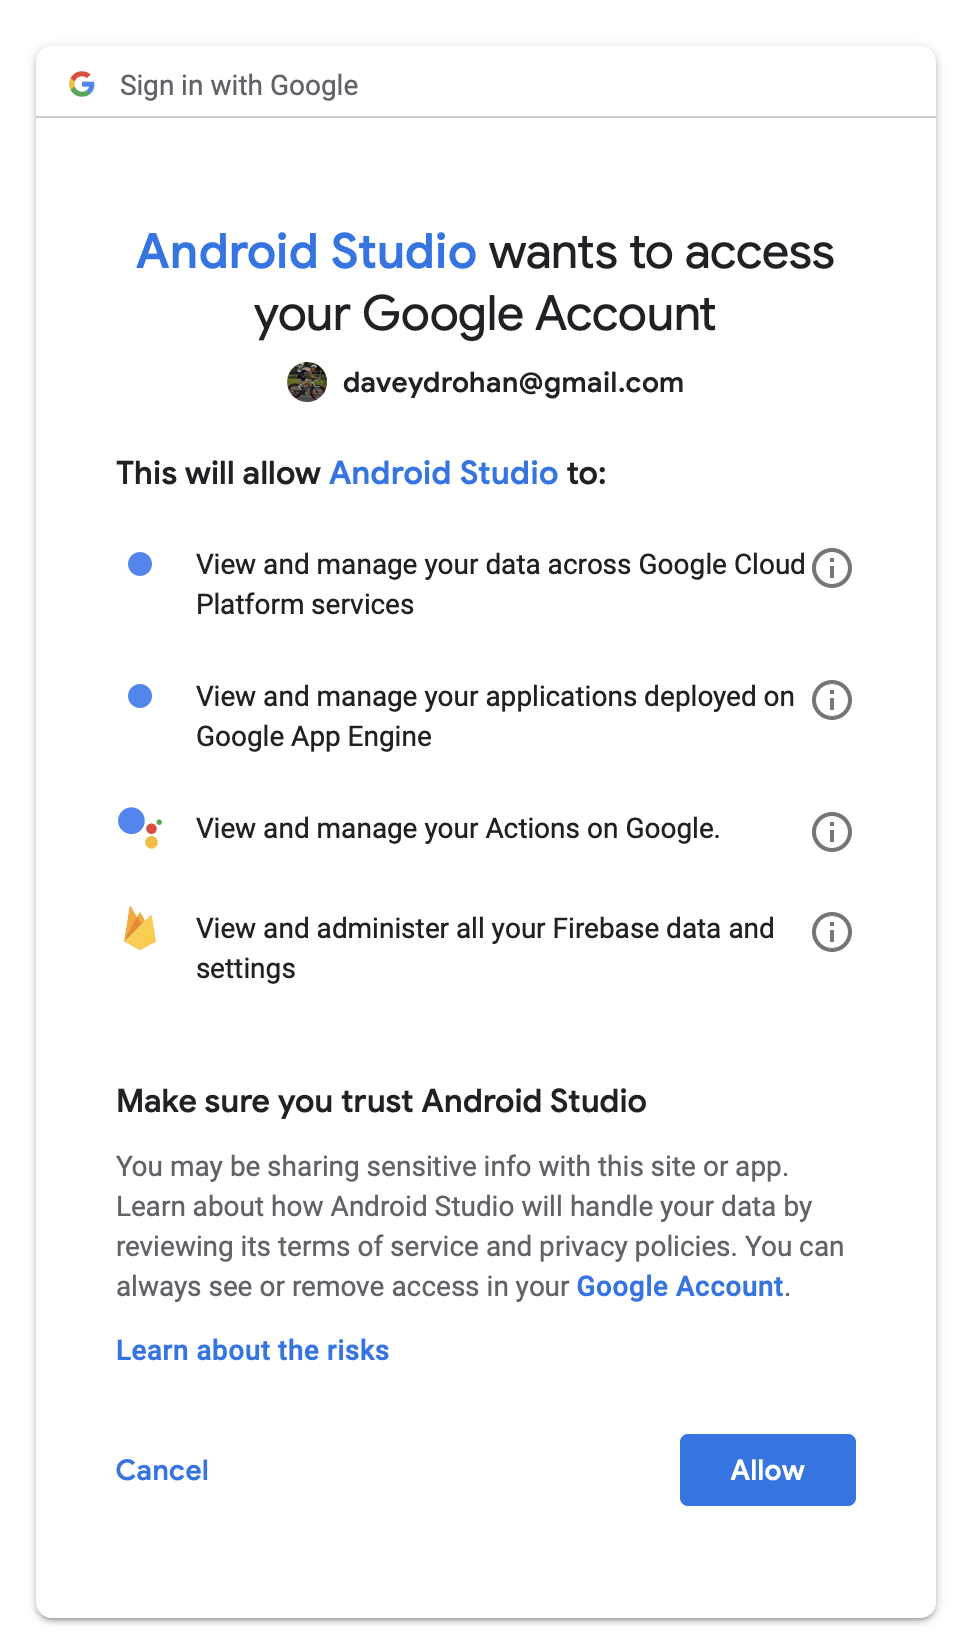 Sign in with Google
Android Studio wants to access
your Google Account
daveydrohan@gmail.com
This will allow Android Studio to:
View and manage your data across Google Cloud
Platform services
View and manage your applications deployed on
Google App Engine
View and manage your Actions on Google.
View and administer all your Firebase data and
settings
Make sure you trust Android Studio
You may be sharing sensitive info with this site or app.
Learn about how Android Studio will handle your data by
reviewing its terms of service and privacy policies. You can
always see or remove access in your Google Account.
Learn about the risks
Cancel
Allow